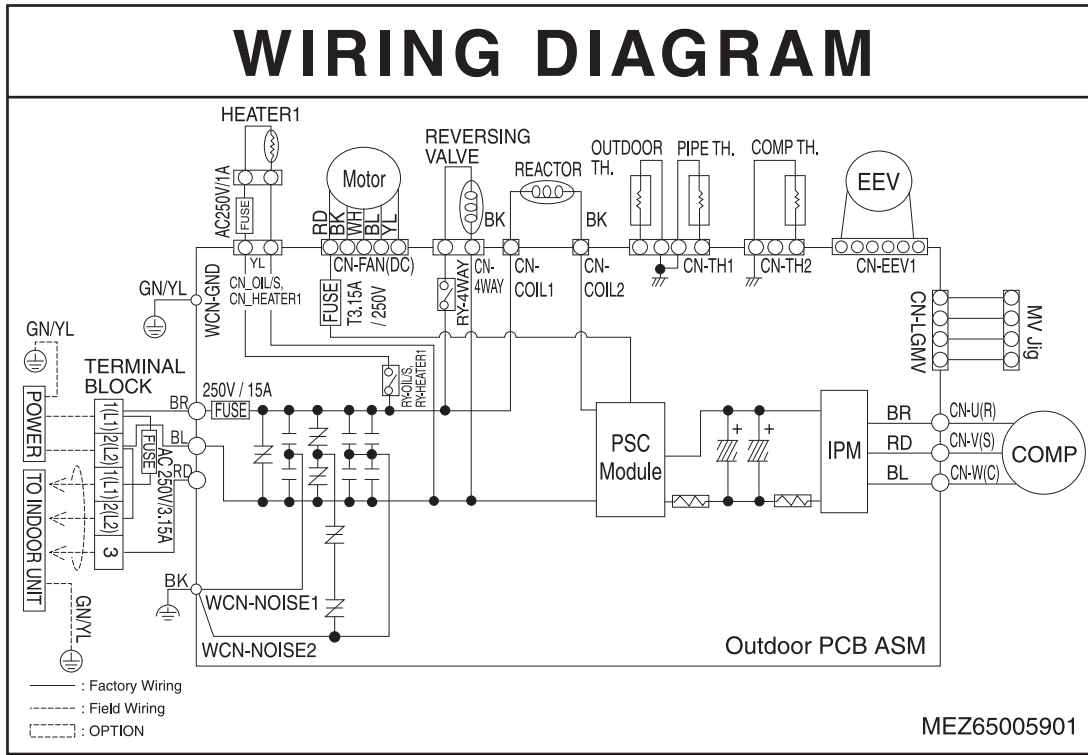 WIRING DIAGRAM
HEATER1
AC250V/1A
FUSE
YL
CN_OIL/S,
CN_HEATER1
Motor
RD
BK
WH
BL
YL
CN-FAN(DC)
FUSE
T3.15A
/ 250V
REVERSING
VALVE
CN-
4WAY
RY-4WAY
REACTOR
BK
BK
CN-
COIL1
CN-
COIL2
OUTDOOR
TH.
PIPE TH.
CN-TH1
COMP TH.
CN-TH2
EEV
CN-EEV1
CN-LGMV
MV Jig
WCN-GND
GN/YL
GN/YL
TERMINAL
BLOCK
POWER
TO INDOOR UNIT
1(L1)
2(L2)
1(L1)
2(L2)
3
FUSE
AC 250V/3.15A
BR
BL
RD
250V / 15A
FUSE
RY-OIL/S,
RY-HEATER1
PSC
Module
IPM
BR
RD
BL
CN-U(R)
CN-V(S)
CN-W(C)
COMP
+
+
BK
WCN-NOISE1
WCN-NOISE2
GN/YL
Outdoor PCB ASM
: Factory Wiring
: Field Wiring
: OPTION
MEZ65005901